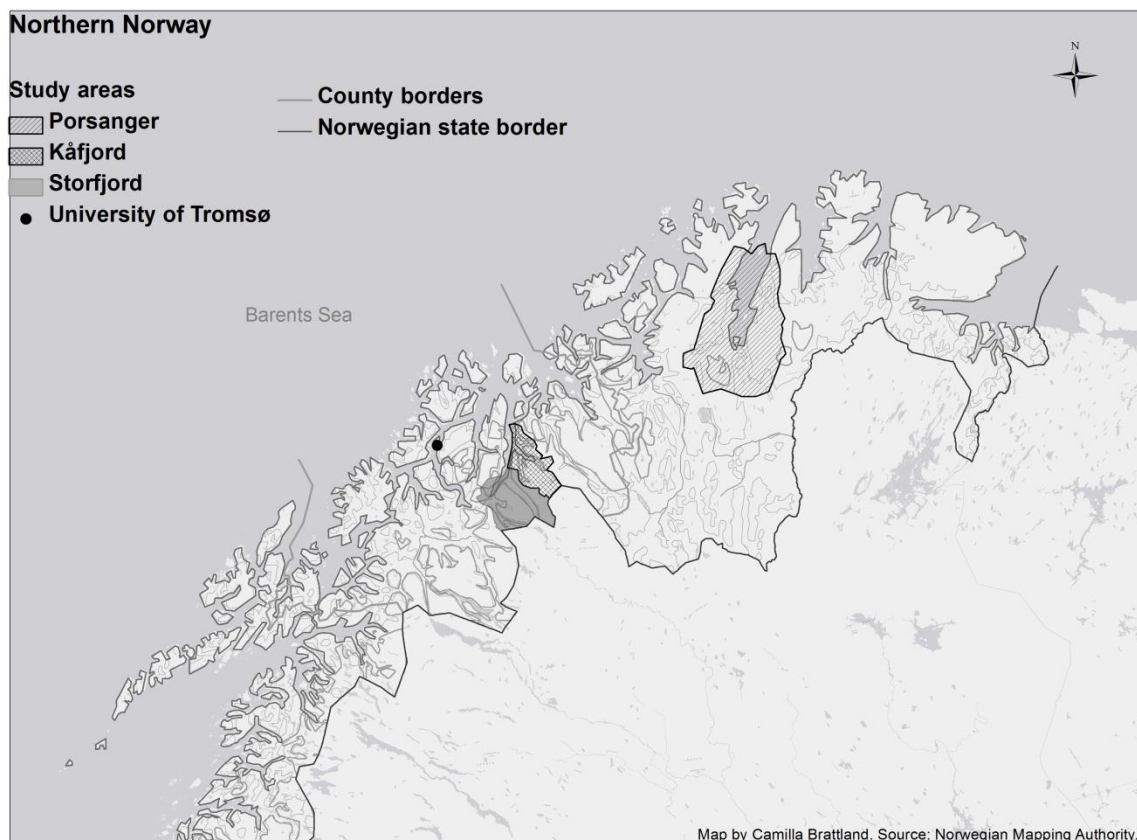 Northern Norway
N
Study areas
Porsanger
Kåfjord
Storfjord
University of Tromsø
County borders
Norwegian state border
Barents Sea
Map by Camilla Brattland. Source: Norwegian Mapping Authority.